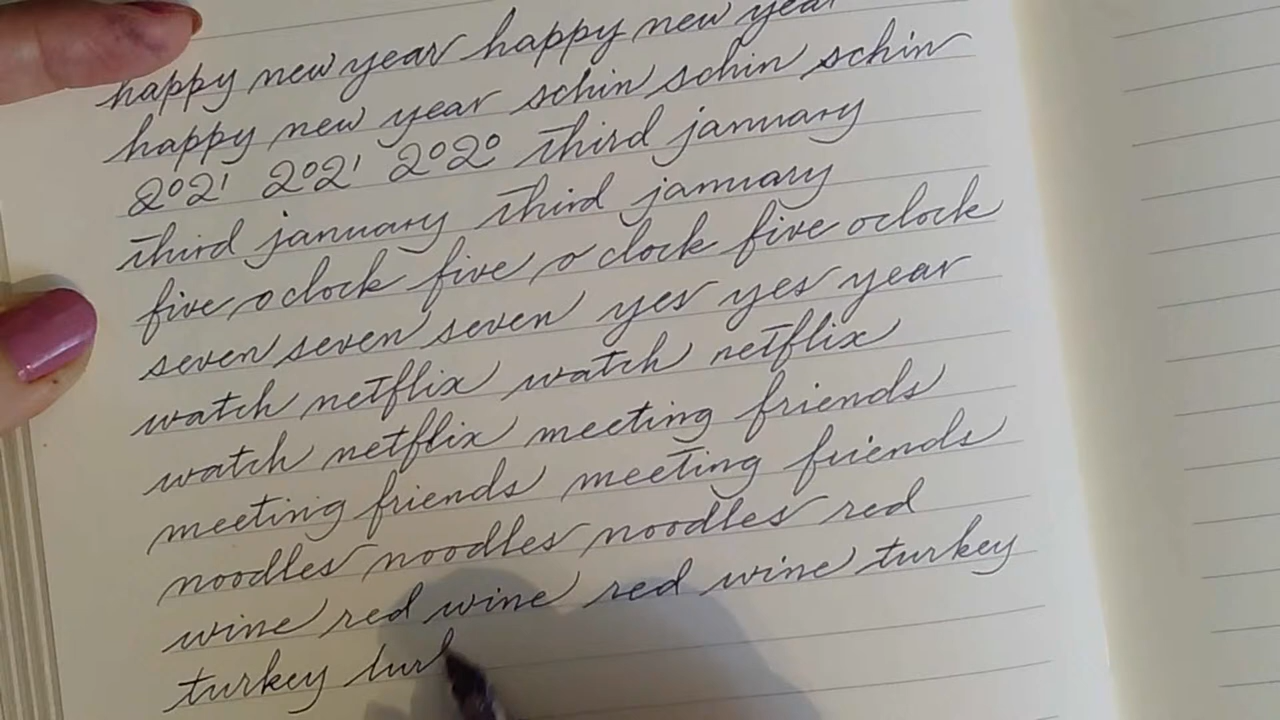 happy new year happy new year
happy new year schin schin schin
2021 2021 2020 third january
third january third january
five oclock five o clock five oclock
seven seven seven yes yes year
watch netflix watch netflix
watch netflix meeting friends
meeting friends meeting friends
noodles noodles noodles red
wine red wine red wine turkey
turkey turk